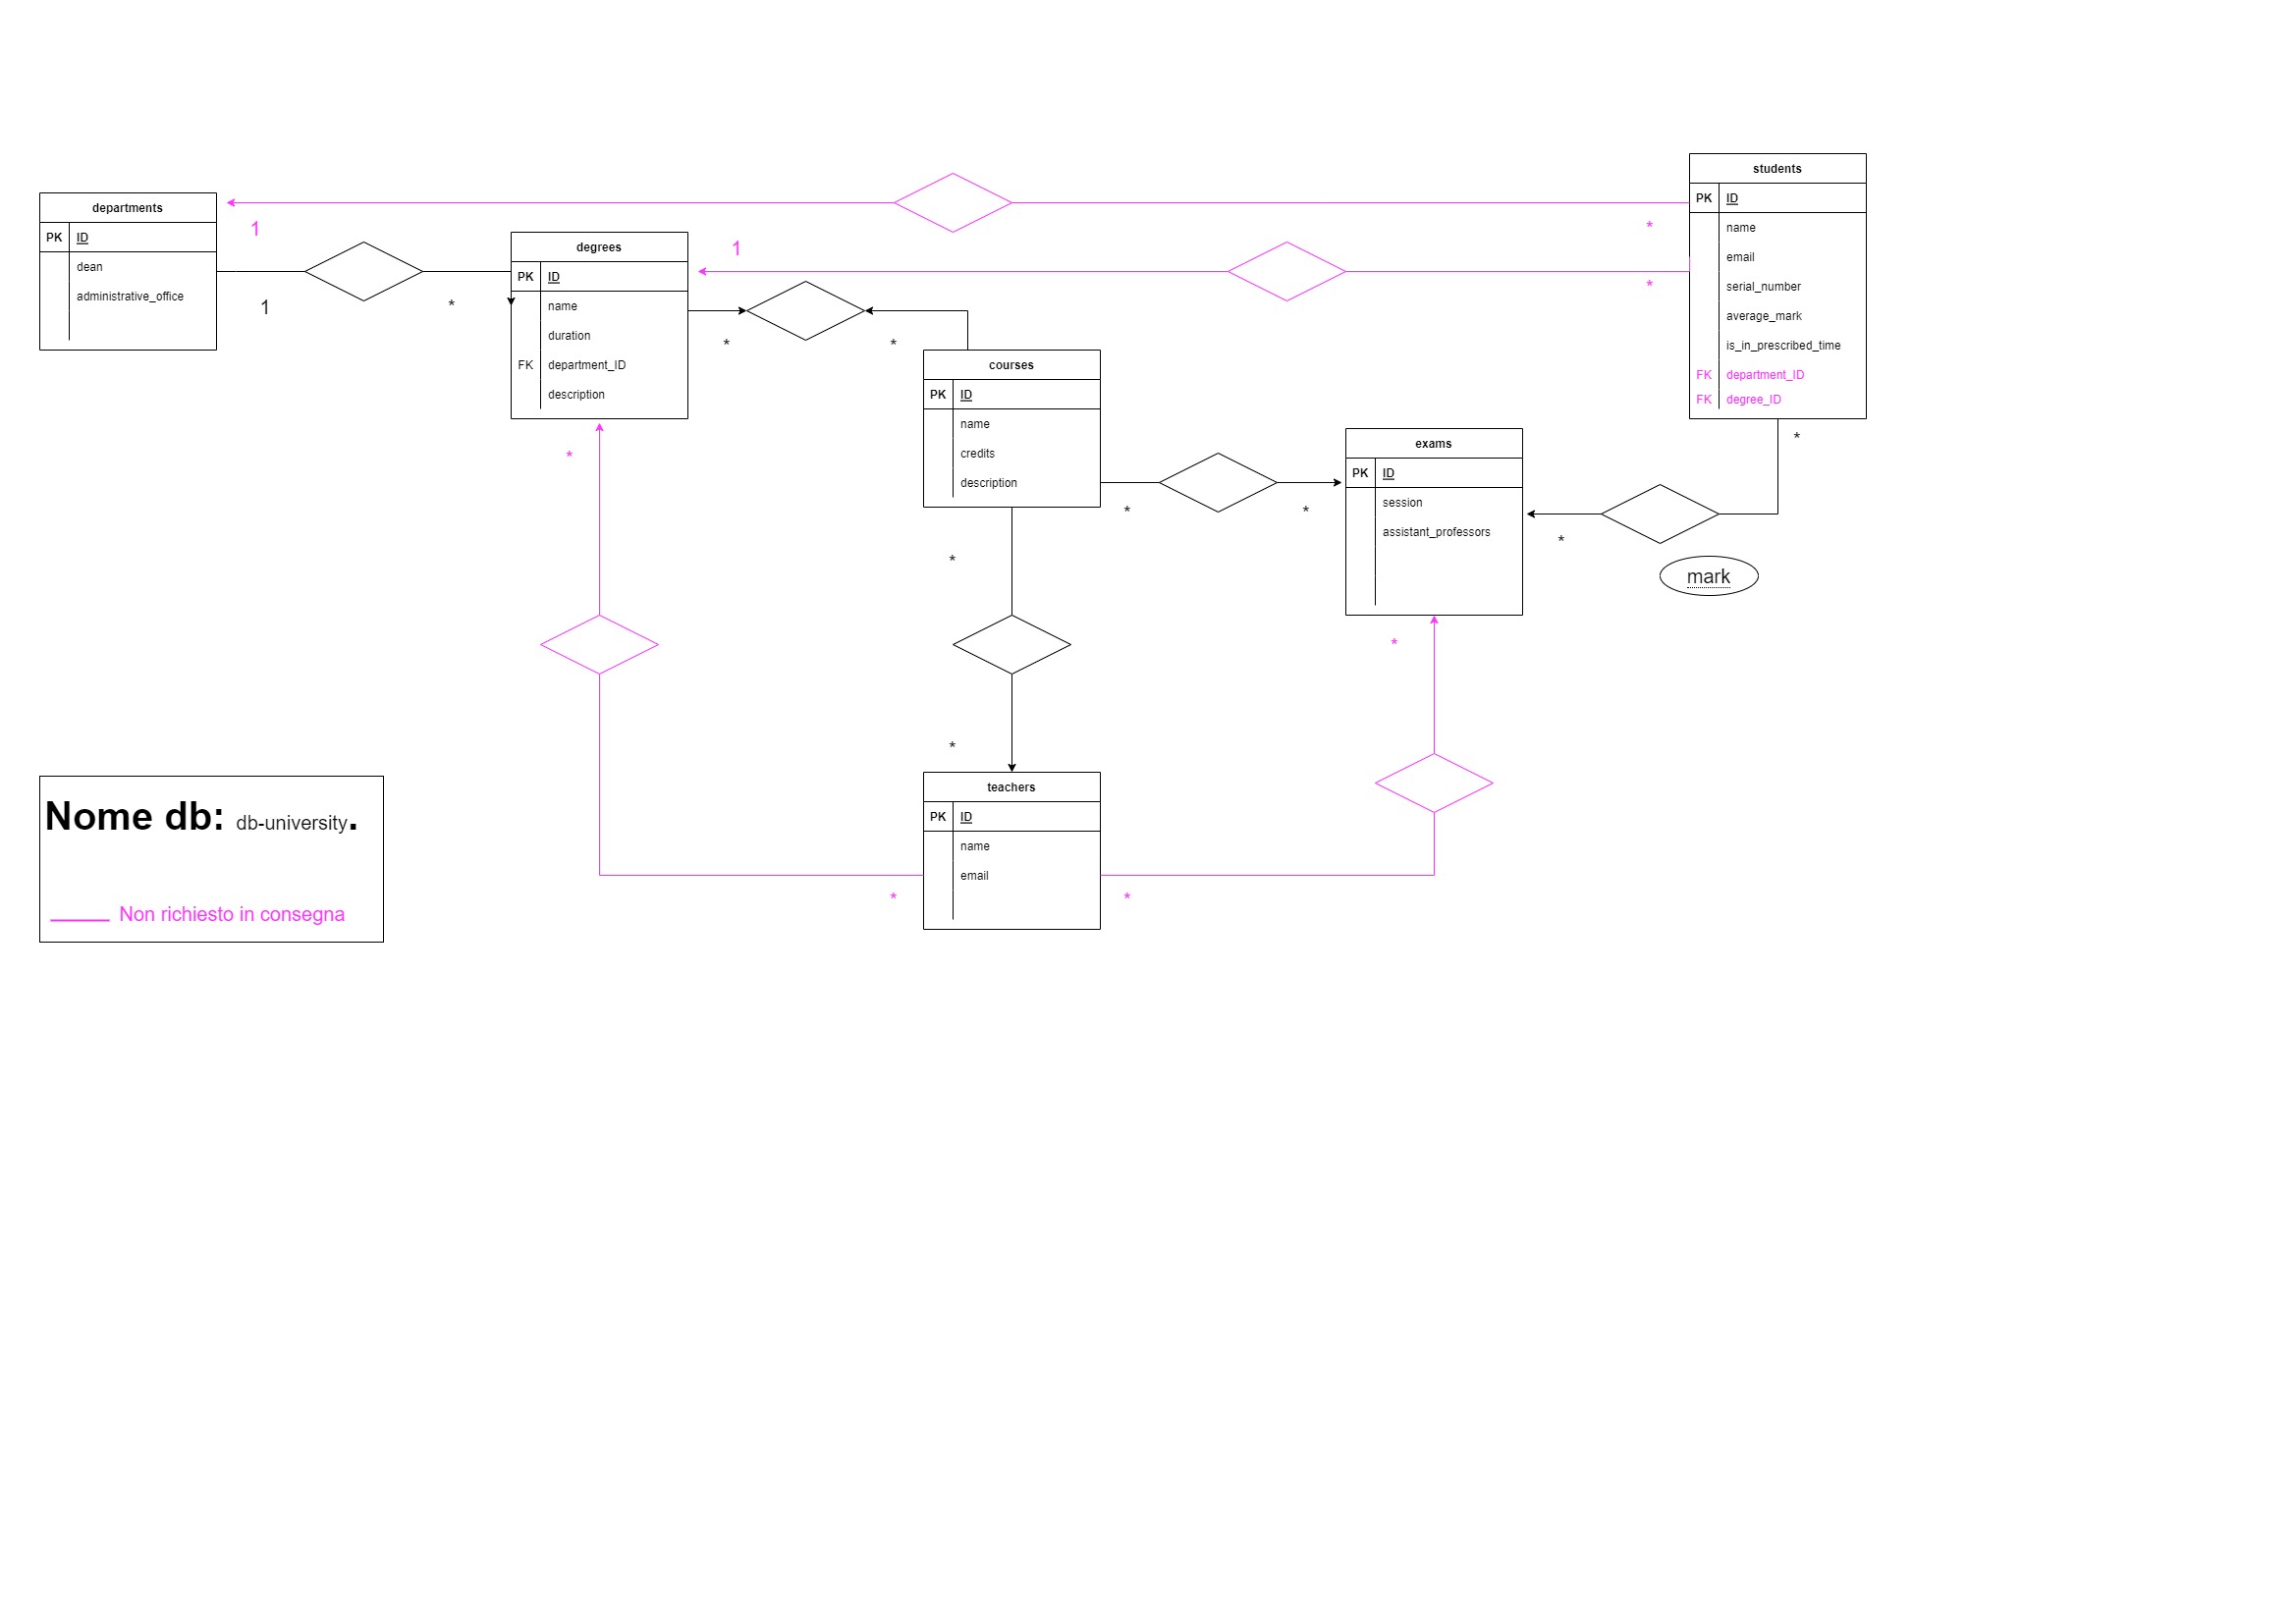 departments
PK ID
dean
administrative_office
1
*
degrees
PK ID
name
duration
FK department_ID
description
1
1
*
*
students
PK ID
name
email
serial_number
average_mark
is_in_prescribed_time
FK department_ID
FK degree_ID
*
*
*
courses
PK ID
name
credits
description
*
*
exams
PK ID
session
assistant_professors
*
mark
*
*
*
*
teachers
PK ID
name
email
*
*
Nome db: db-university.
Non richiesto in consegna